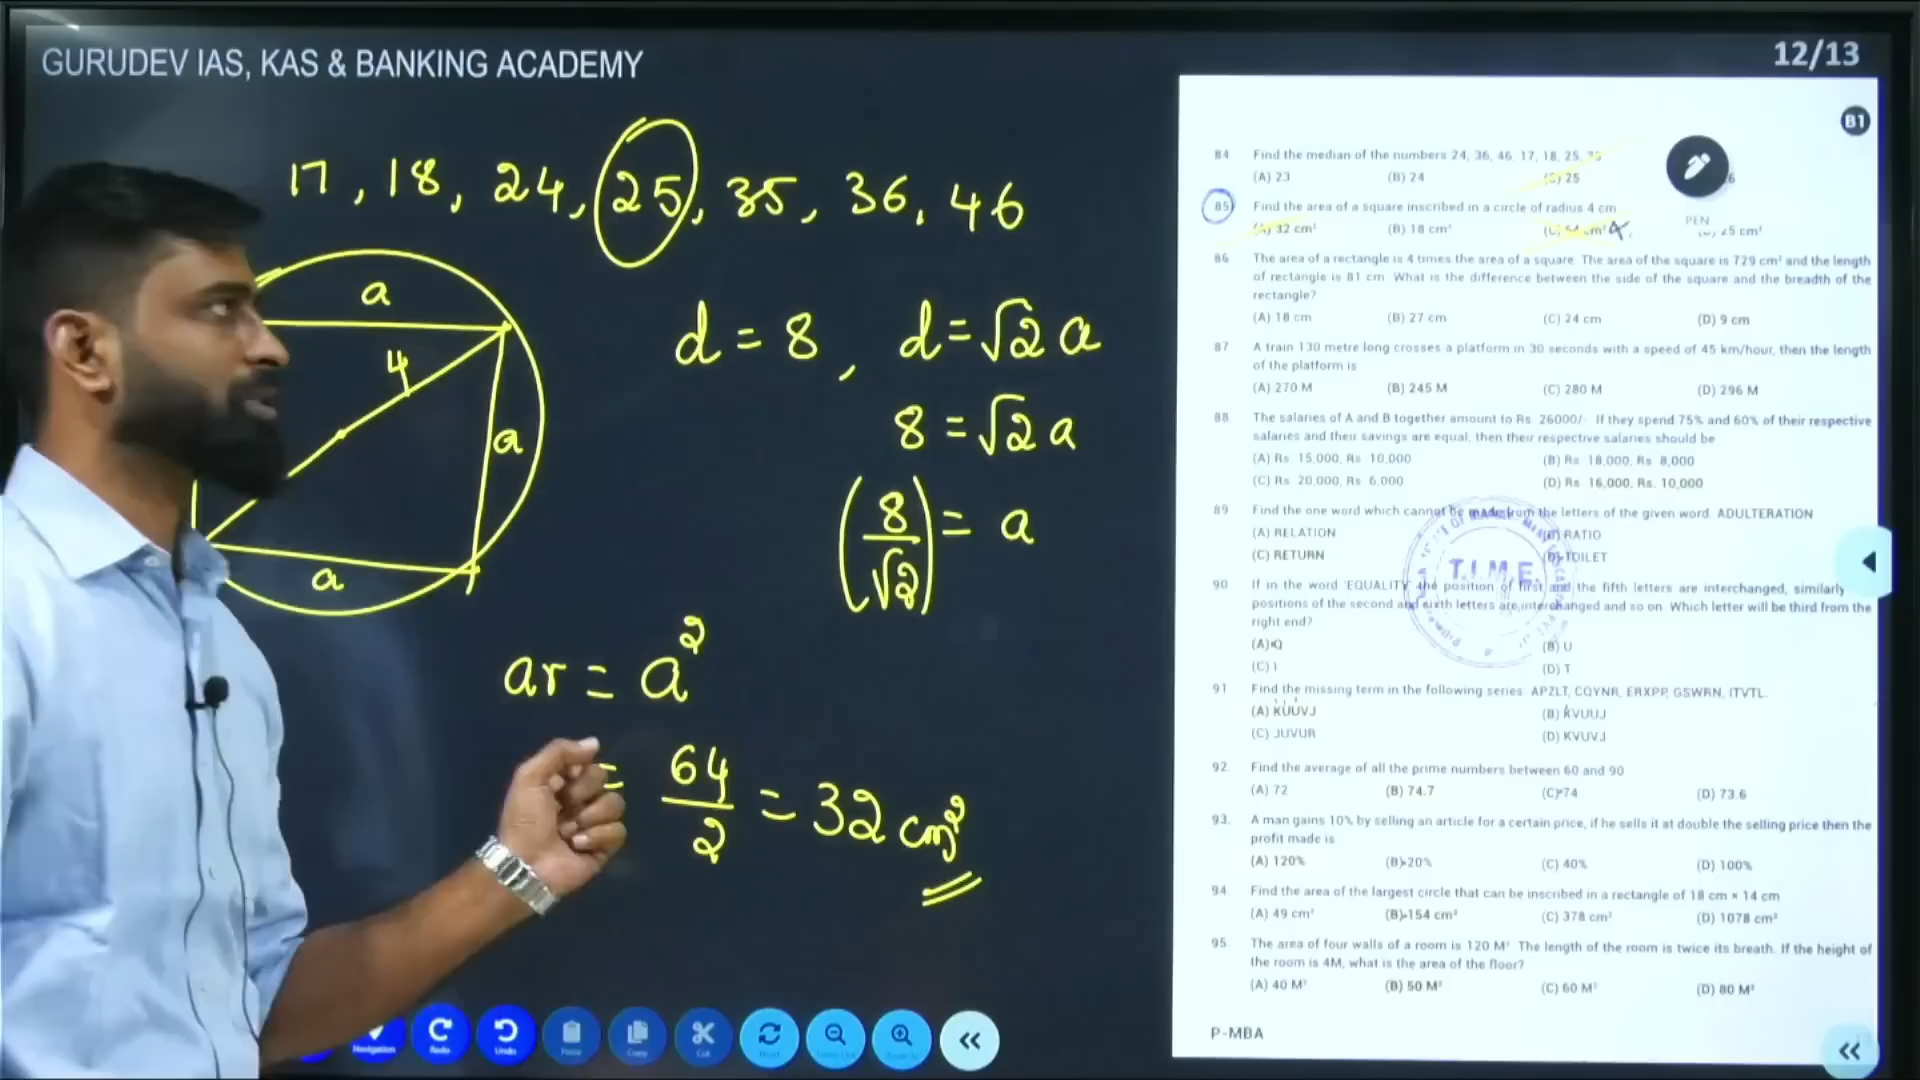 GURUDEV IAS, KAS & BANKING ACADEMY
12/13
17, 18, 24, 25, 35, 36, 46
a
4
a
a
d = 8, d = √2 a
8 = √2 a
(8/√2) = a
ar = a²
= 64/2 = 32 cm²
B1
84 Find the median of the numbers 24, 36, 46, 17, 18, 25, 35
(A) 23 (B) 24 (C) 25
PEN
85 Find the area of a square inscribed in a circle of radius 4 cm
(A) 32 cm² (B) 18 cm² (D) 25 cm²
86 The area of a rectangle is 4 times the area of a square. The area of the square is 729 cm² and the length
of rectangle is 81 cm. What is the difference between the side of the square and the breadth of the
rectangle?
(A) 18 cm (B) 27 cm (C) 24 cm (D) 9 cm
87 A train 130 metre long crosses a platform in 30 seconds with a speed of 45 km/hour, then the length
of the platform is
(A) 270 M (B) 245 M (C) 280 M (D) 296 M
88 The salaries of A and B together amount to Rs. 26000/- If they spend 75% and 60% of their respective
salaries and their savings are equal, then their respective salaries should be
(A) Rs. 15,000, Rs. 10,000 (B) Rs. 18,000, Rs. 8,000
(C) Rs. 20,000, Rs. 6,000 (D) Rs. 16,000, Rs. 10,000
89 Find the one word which cannot be made from the letters of the given word. ADULTERATION
(A) RELATION (B) RATIO
(C) RETURN (D) TOILET
T.I.M.E.
90 If in the word 'EQUALITY' the position of first and the fifth letters are interchanged, similarly
positions of the second and sixth letters are interchanged and so on. Which letter will be third from the
right end?
(A) Q (B) U
(C) I (D) T
91 Find the missing term in the following series. APZLT, CQYNR, ERXPP, GSWRN, ITVTL.
(A) KUUVJ (B) KVUUJ
(C) JUVUR (D) KVUVJ
92. Find the average of all the prime numbers between 60 and 90
(A) 72 (B) 74.7 (C) 74 (D) 73.6
93. A man gains 10% by selling an article for a certain price, if he sells it at double the selling price then the
profit made is
(A) 120% (B) 20% (C) 40% (D) 100%
94 Find the area of the largest circle that can be inscribed in a rectangle of 18 cm × 14 cm
(A) 49 cm² (B) 154 cm² (C) 378 cm² (D) 1078 cm²
95. The area of four walls of a room is 120 M². The length of the room is twice its breath. If the height of
the room is 4M, what is the area of the floor?
(A) 40 M² (B) 50 M² (C) 60 M² (D) 80 M²
P-MBA
Navigation Redo Undo Paste Copy Cut Reset Zoom Out Zoom In